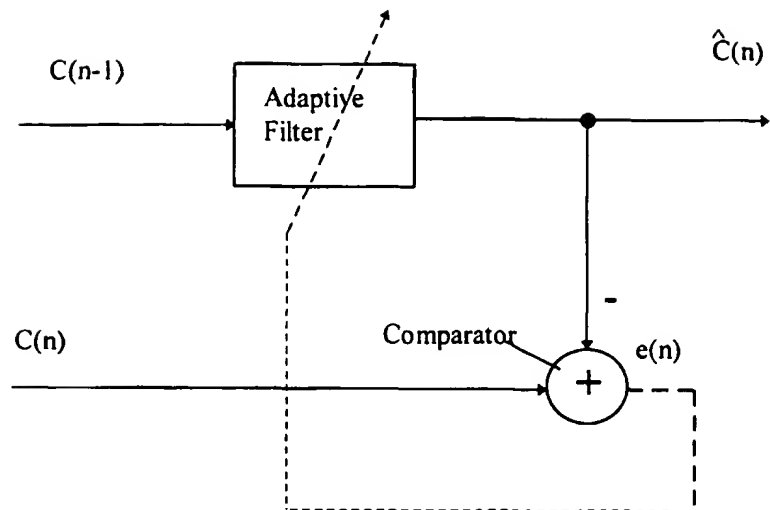 C(n-1)
Ĉ(n)
Adaptive
Filter
-
C(n)
Comparator
e(n)
+